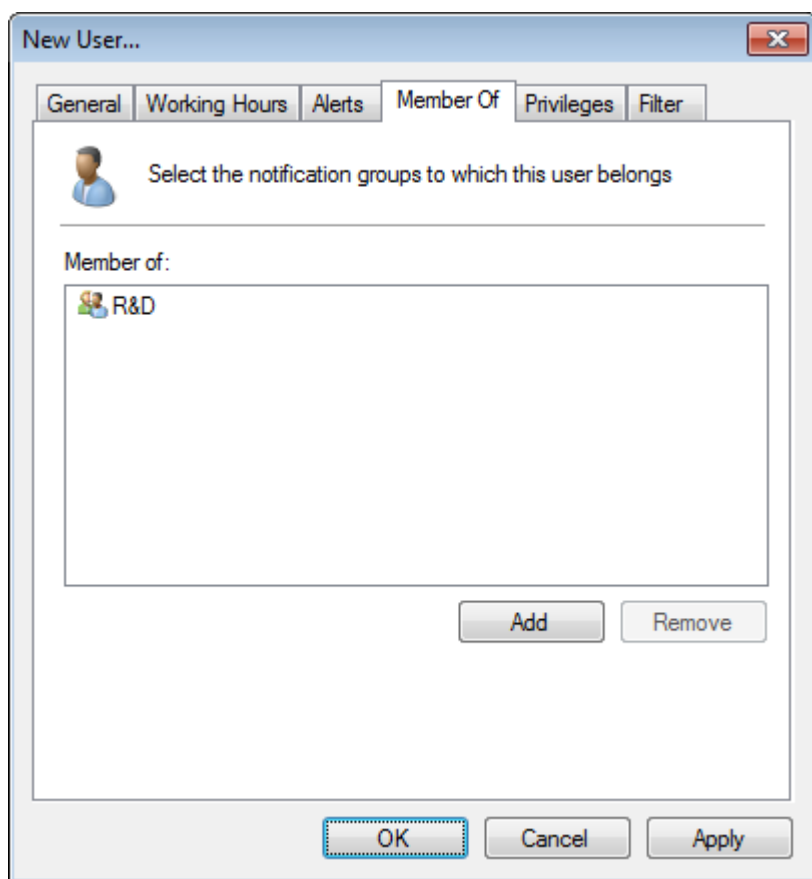 New User...
General Working Hours Alerts Member Of Privileges Filter
Select the notification groups to which this user belongs
Member of:
R&D
Add Remove
OK Cancel Apply